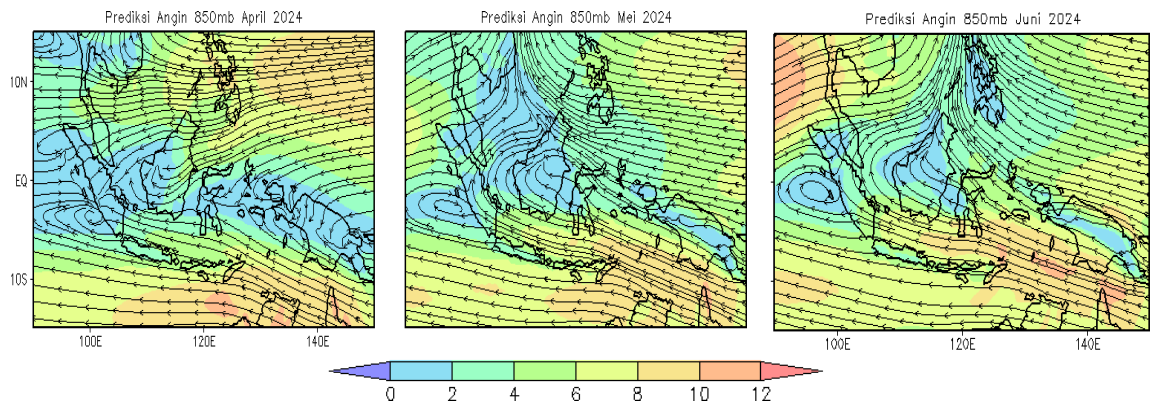 Prediksi Angin 850mb April 2024
Prediksi Angin 850mb Mei 2024
Prediksi Angin 850mb Juni 2024
10N
EQ
10S
100E 120E 140E
100E 120E 140E
0 2 4 6 8 10 12